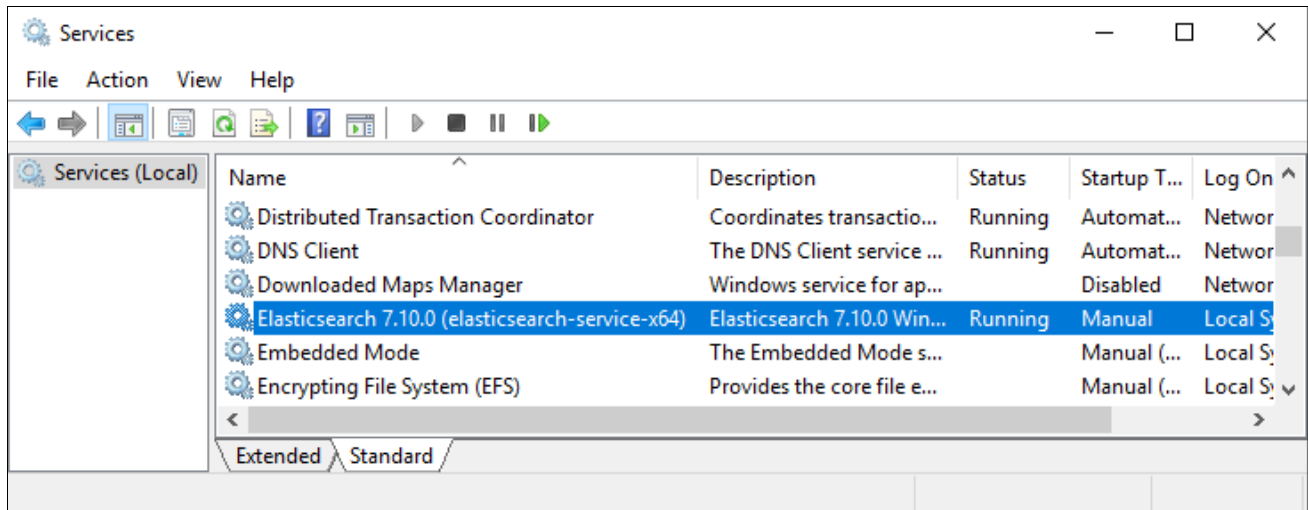 Services
File Action View Help
Services (Local)
Name Description Status Startup T... Log On
Distributed Transaction Coordinator Coordinates transactio... Running Automat... Networ
DNS Client The DNS Client service ... Running Automat... Networ
Downloaded Maps Manager Windows service for ap... Disabled Networ
Elasticsearch 7.10.0 (elasticsearch-service-x64) Elasticsearch 7.10.0 Win... Running Manual Local Sy
Embedded Mode The Embedded Mode s... Manual (... Local Sy
Encrypting File System (EFS) Provides the core file e... Manual (... Local Sy
Extended Standard